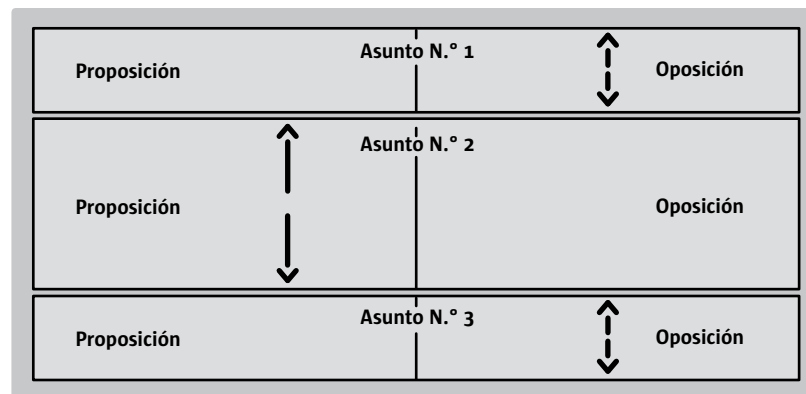 Asunto N.° 1
Proposición
Oposición
Asunto N.° 2
Proposición
Oposición
Asunto N.° 3
Proposición
Oposición